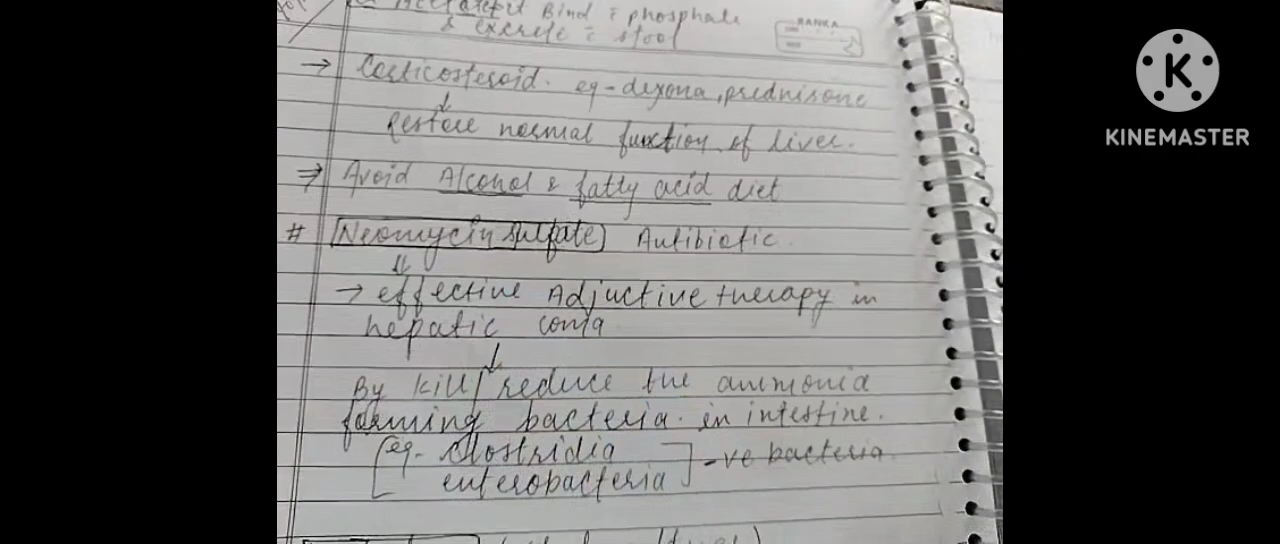 Bind c̄ phosphate
& excrete c̄ stool
RANKA
→ Corticosteroid. eg - dexona, prednisone
↓
Restore normal function of liver.
⇒ Avoid Alcohol & fatty acid diet
# [Neomycin sulfate] Antibiotic.
⇓
→ effective Adjuctive therapy in
hepatic coma
↓
By kill/reduce the ammonia
forming bacteria. in intestine.
[eg. Clostridia
enterobacteria] -ve bacteria.
K
KINEMASTER